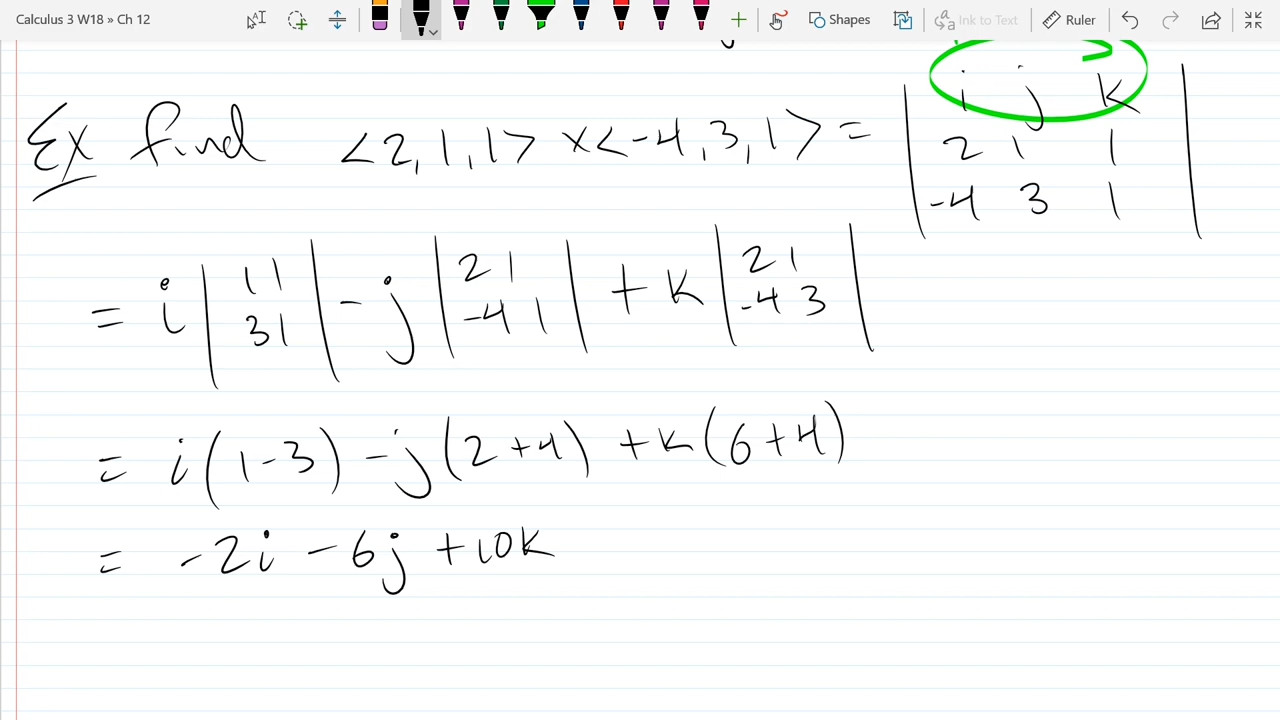 Calculus 3 W18 » Ch 12
Shapes
Ink to Text
Ruler
Ex find <2,1,1> x <-4,3,1> = | i j k |
| 2 1 1 |
| -4 3 1 |
= i | 1 1 | - j | 2 1 | + k | 2 1 |
| 3 1 | | -4 1 | | -4 3 |
= i(1-3) - j(2+4) + k(6+4)
= -2i - 6j + 10k